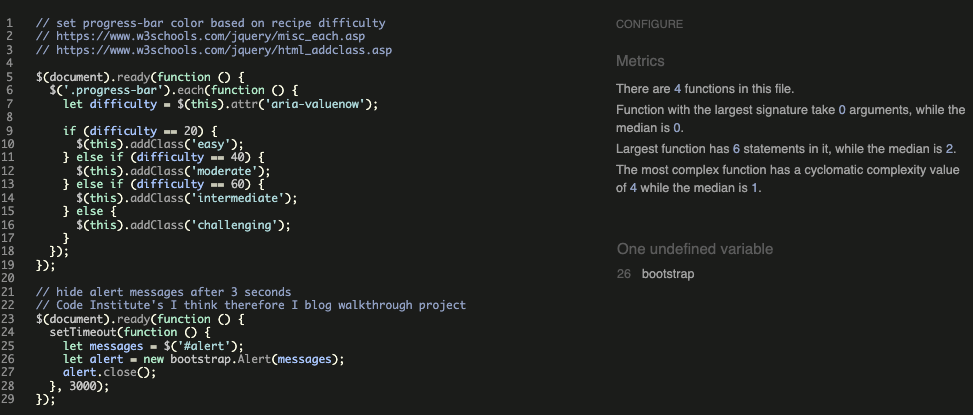 1 // set progress-bar color based on recipe difficulty
2 // https://www.w3schools.com/jquery/misc_each.asp
3 // https://www.w3schools.com/jquery/html_addclass.asp
4
5 $(document).ready(function () {
6   $('.progress-bar').each(function () {
7     let difficulty = $(this).attr('aria-valuenow');
8
9     if (difficulty == 20) {
10       $(this).addClass('easy');
11     } else if (difficulty == 40) {
12       $(this).addClass('moderate');
13     } else if (difficulty == 60) {
14       $(this).addClass('intermediate');
15     } else {
16       $(this).addClass('challenging');
17     }
18   });
19 });
20
21 // hide alert messages after 3 seconds
22 // Code Institute's I think therefore I blog walkthrough project
23 $(document).ready(function () {
24   setTimeout(function () {
25     let messages = $('#alert');
26     let alert = new bootstrap.Alert(messages);
27     alert.close();
28   }, 3000);
29 });
CONFIGURE
Metrics
There are 4 functions in this file.
Function with the largest signature take 0 arguments, while the
median is 0.
Largest function has 6 statements in it, while the median is 2.
The most complex function has a cyclomatic complexity value
of 4 while the median is 1.
One undefined variable
26 bootstrap